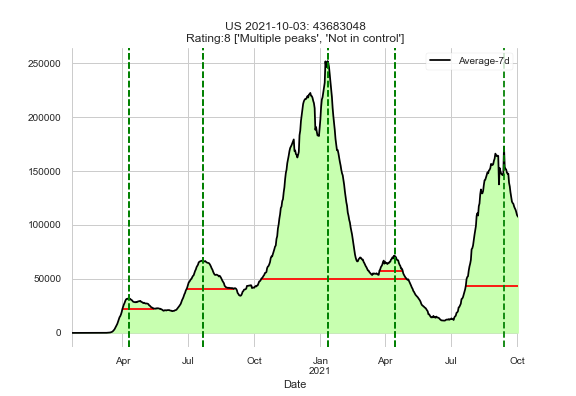 US 2021-10-03: 43683048
Rating:8 ['Multiple peaks', 'Not in control']
Average-7d
250000
200000
150000
100000
50000
0
Apr Jul Oct Jan Apr Jul Oct
2021
Date